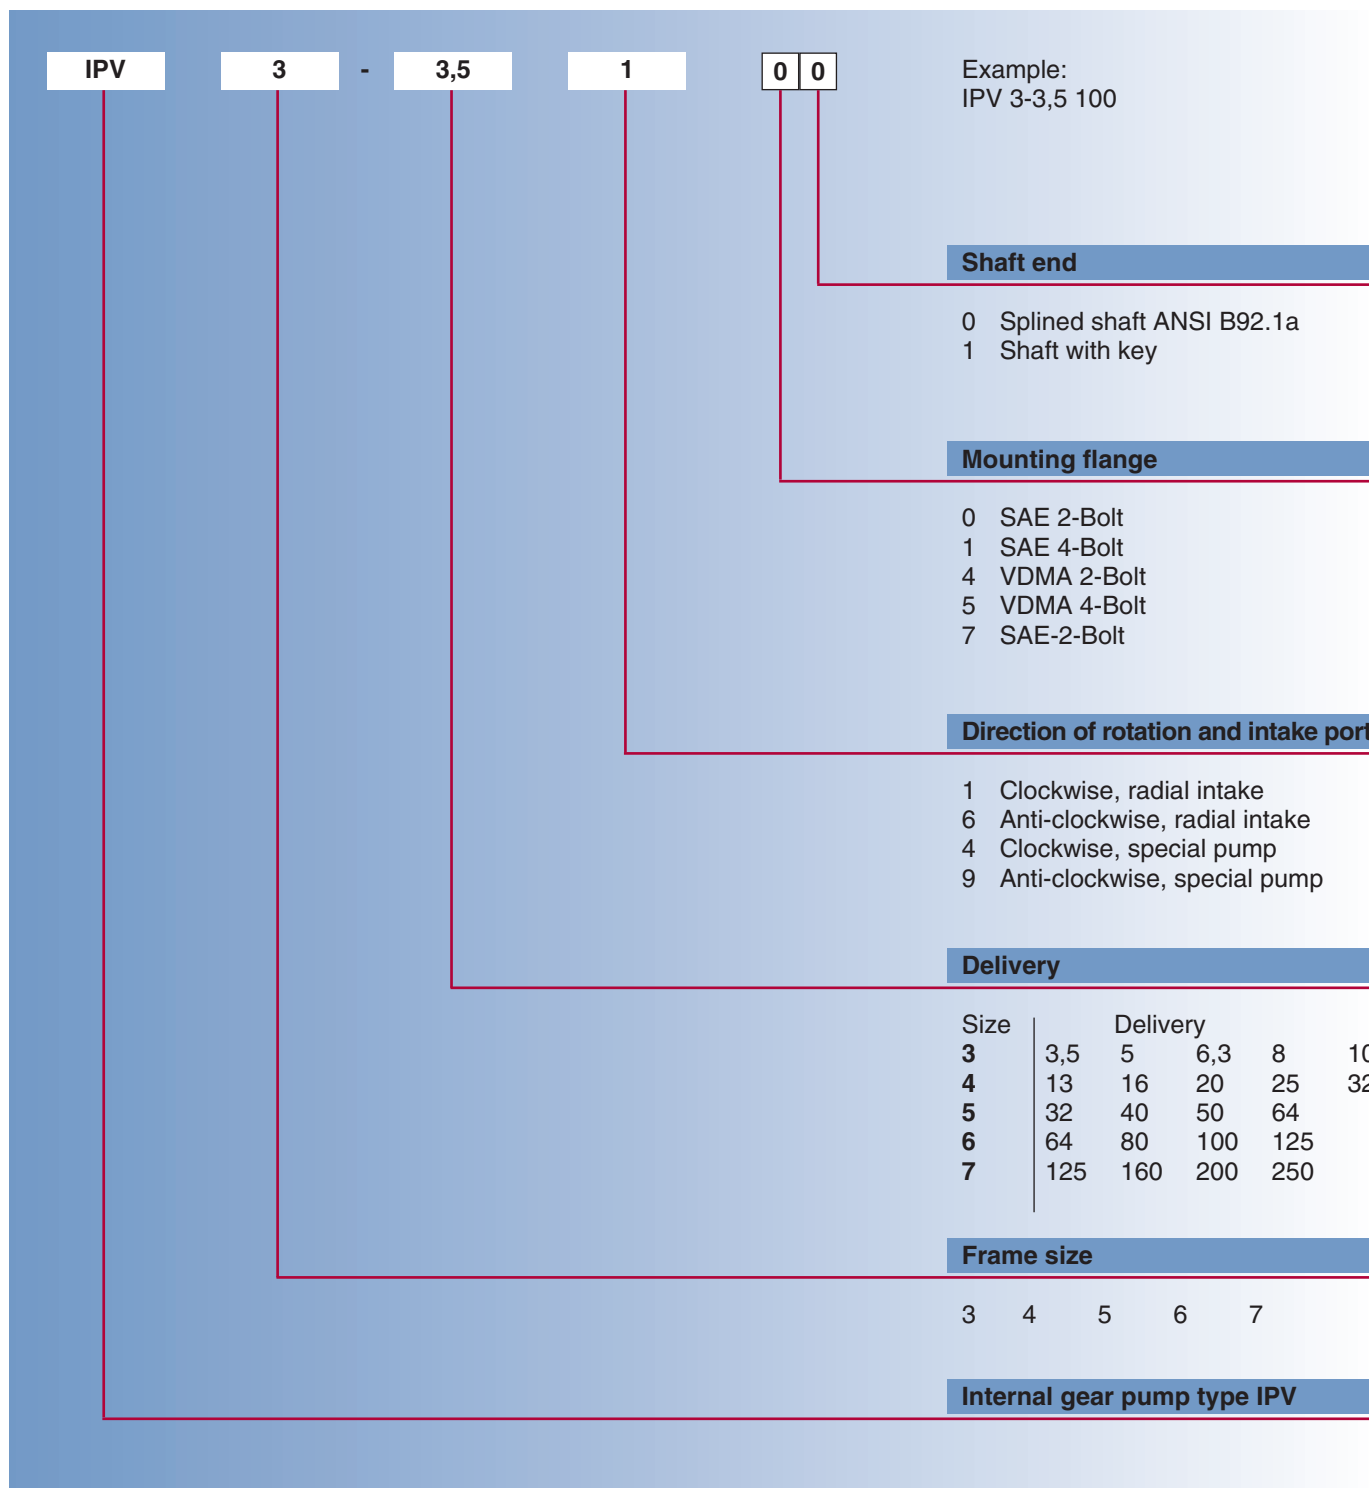 IPV 3 - 3,5 1 0 0
Example:
IPV 3-3,5 100
Shaft end
0 Splined shaft ANSI B92.1a
1 Shaft with key
Mounting flange
0 SAE 2-Bolt
1 SAE 4-Bolt
4 VDMA 2-Bolt
5 VDMA 4-Bolt
7 SAE-2-Bolt
Direction of rotation and intake port
1 Clockwise, radial intake
6 Anti-clockwise, radial intake
4 Clockwise, special pump
9 Anti-clockwise, special pump
Delivery
Size Delivery
3 3,5 5 6,3 8 10
4 13 16 20 25 32
5 32 40 50 64
6 64 80 100 125
7 125 160 200 250
Frame size
3 4 5 6 7
Internal gear pump type IPV